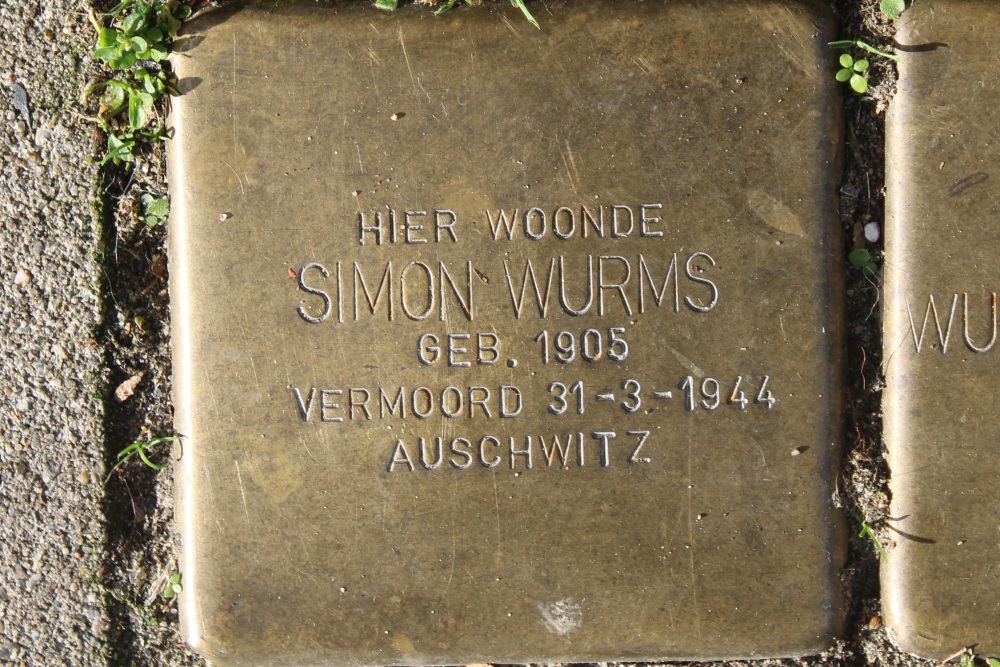 HIER WOONDE
SIMON WURMS
GEB. 1905
VERMOORD 31-3-1944
AUSCHWITZ
WU